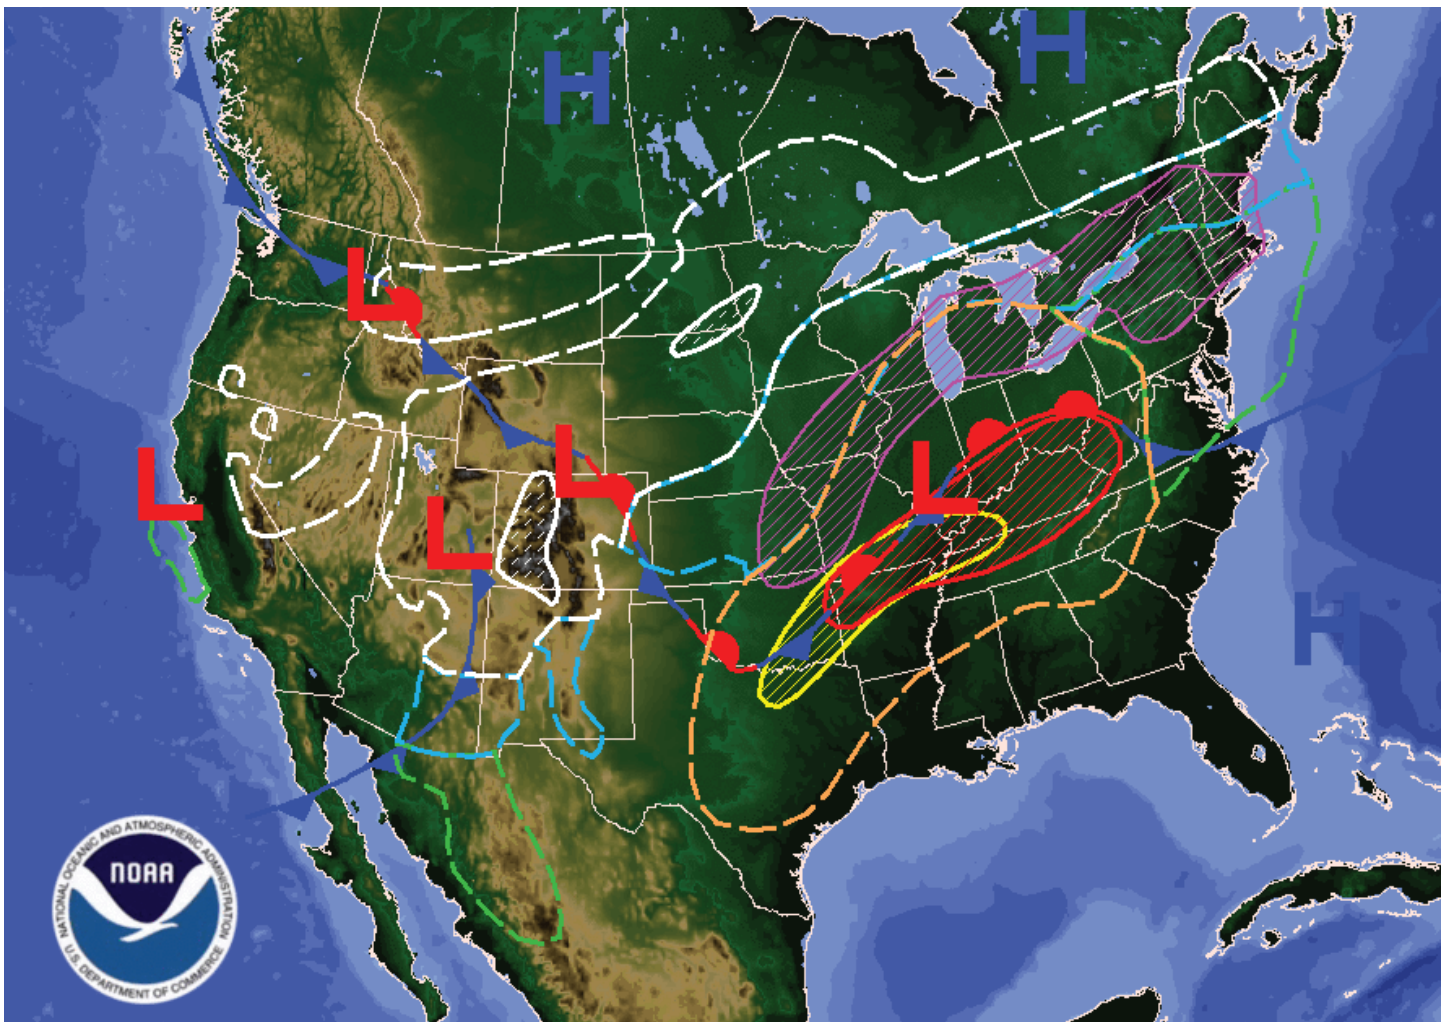 H
H
L
L
L
L
L
H
NOAA
NATIONAL OCEANIC AND ATMOSPHERIC ADMINISTRATION
U.S. DEPARTMENT OF COMMERCE